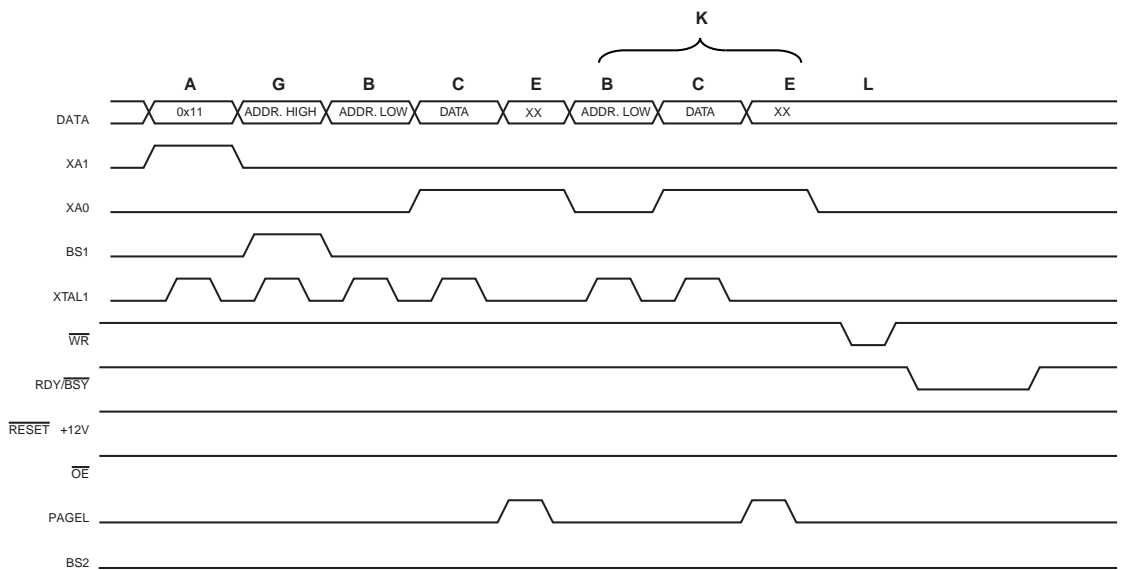 K
A G B C E B C E L
DATA 0x11 ADDR. HIGH ADDR. LOW DATA XX ADDR. LOW DATA XX
XA1
XA0
BS1
XTAL1
WR
RDY/BSY
RESET +12V
OE
PAGEL
BS2